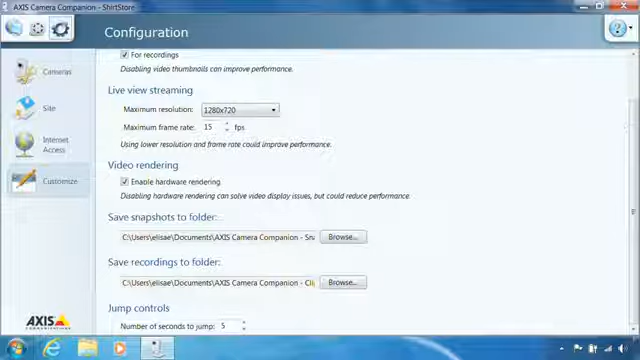 AXIS Camera Companion - ShirtStore
Configuration
For recordings
Cameras
Disabling video thumbnails can improve performance.
Live view streaming
Site
Maximum resolution: 1280x720
Maximum frame rate: 15 fps
Internet
Access
Using lower resolution and frame rate could improve performance.
Video rendering
Customize
Enable hardware rendering
Disabling hardware rendering can solve video display issues, but could reduce performance.
Save snapshots to folder:
C:\Users\elisae\Documents\AXIS Camera Companion - Sna Browse...
Save recordings to folder:
C:\Users\elisae\Documents\AXIS Camera Companion - Cli Browse...
Jump controls
Number of seconds to jump: 5
AXIS
COMMUNICATIONS